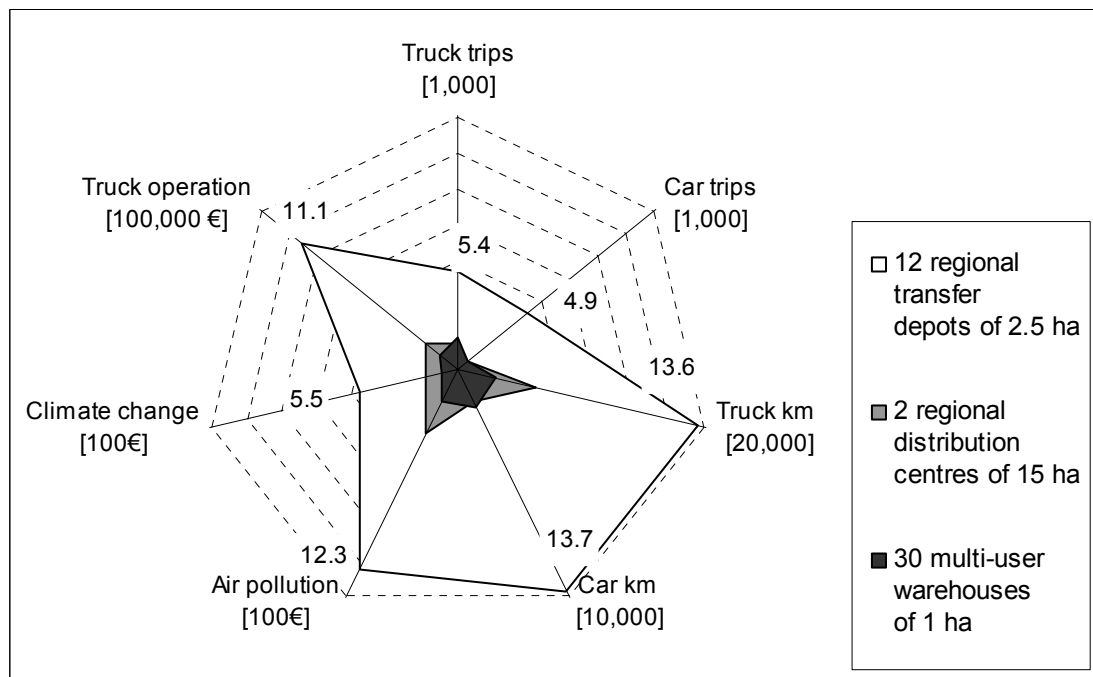 Truck trips
[1,000]
Car trips
[1,000]
Truck operation
[100,000 €]
11.1
5.4
4.9
13.6
Truck km
[20,000]
Climate change
[100€]
5.5
12.3
Air pollution
[100€]
13.7
Car km
[10,000]
12 regional
transfer
depots of 2.5 ha
2 regional
distribution
centres of 15 ha
30 multi-user
warehouses
of 1 ha